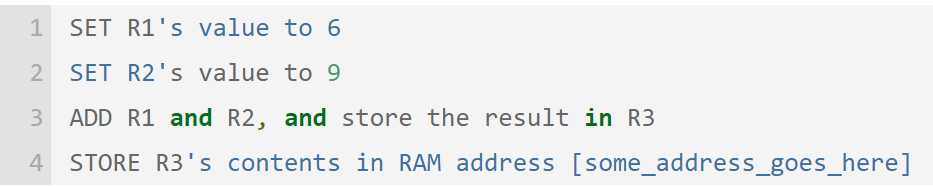 1 SET R1's value to 6
2 SET R2's value to 9
3 ADD R1 and R2, and store the result in R3
4 STORE R3's contents in RAM address [some_address_goes_here]